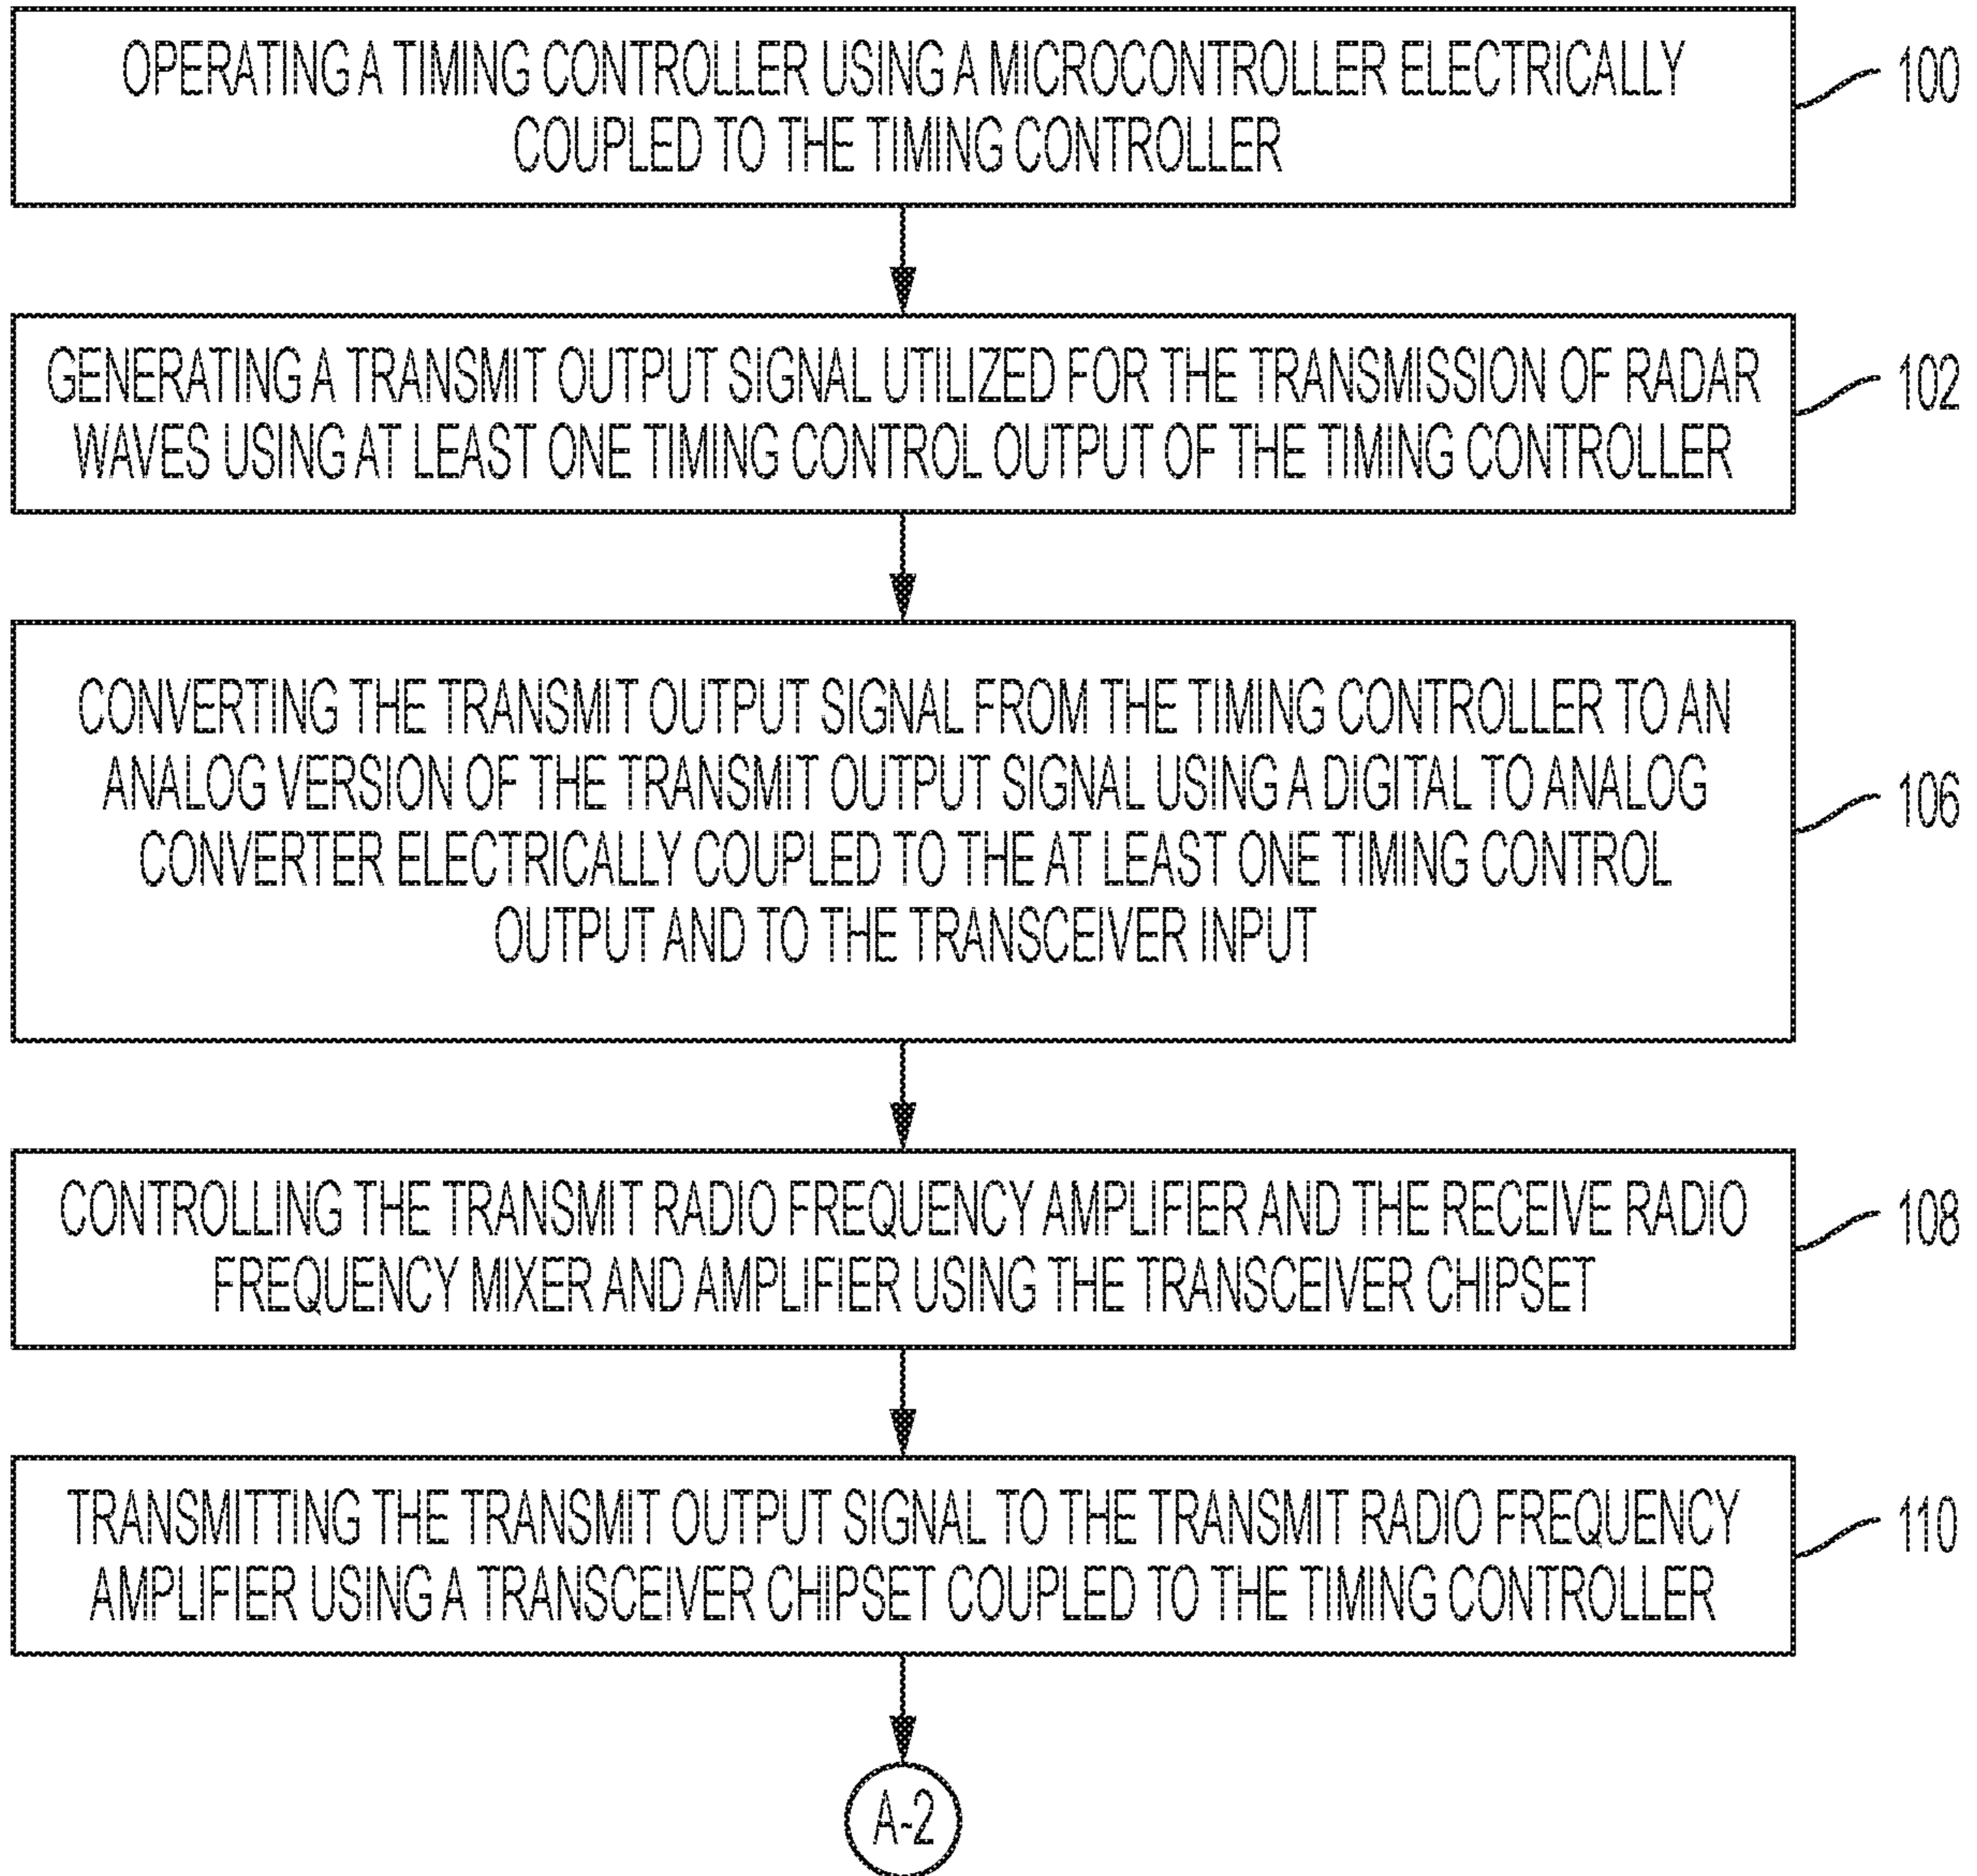 OPERATING A TIMING CONTROLLER USING A MICROCONTROLLER ELECTRICALLY
COUPLED TO THE TIMING CONTROLLER
100
GENERATING A TRANSMIT OUTPUT SIGNAL UTILIZED FOR THE TRANSMISSION OF RADAR
WAVES USING AT LEAST ONE TIMING CONTROL OUTPUT OF THE TIMING CONTROLLER
102
CONVERTING THE TRANSMIT OUTPUT SIGNAL FROM THE TIMING CONTROLLER TO AN
ANALOG VERSION OF THE TRANSMIT OUTPUT SIGNAL USING A DIGITAL TO ANALOG
CONVERTER ELECTRICALLY COUPLED TO THE AT LEAST ONE TIMING CONTROL
OUTPUT AND TO THE TRANSCEIVER INPUT
106
CONTROLLING THE TRANSMIT RADIO FREQUENCY AMPLIFIER AND THE RECEIVE RADIO
FREQUENCY MIXER AND AMPLIFIER USING THE TRANSCEIVER CHIPSET
108
TRANSMITTING THE TRANSMIT OUTPUT SIGNAL TO THE TRANSMIT RADIO FREQUENCY
AMPLIFIER USING A TRANSCEIVER CHIPSET COUPLED TO THE TIMING CONTROLLER
110
A-2